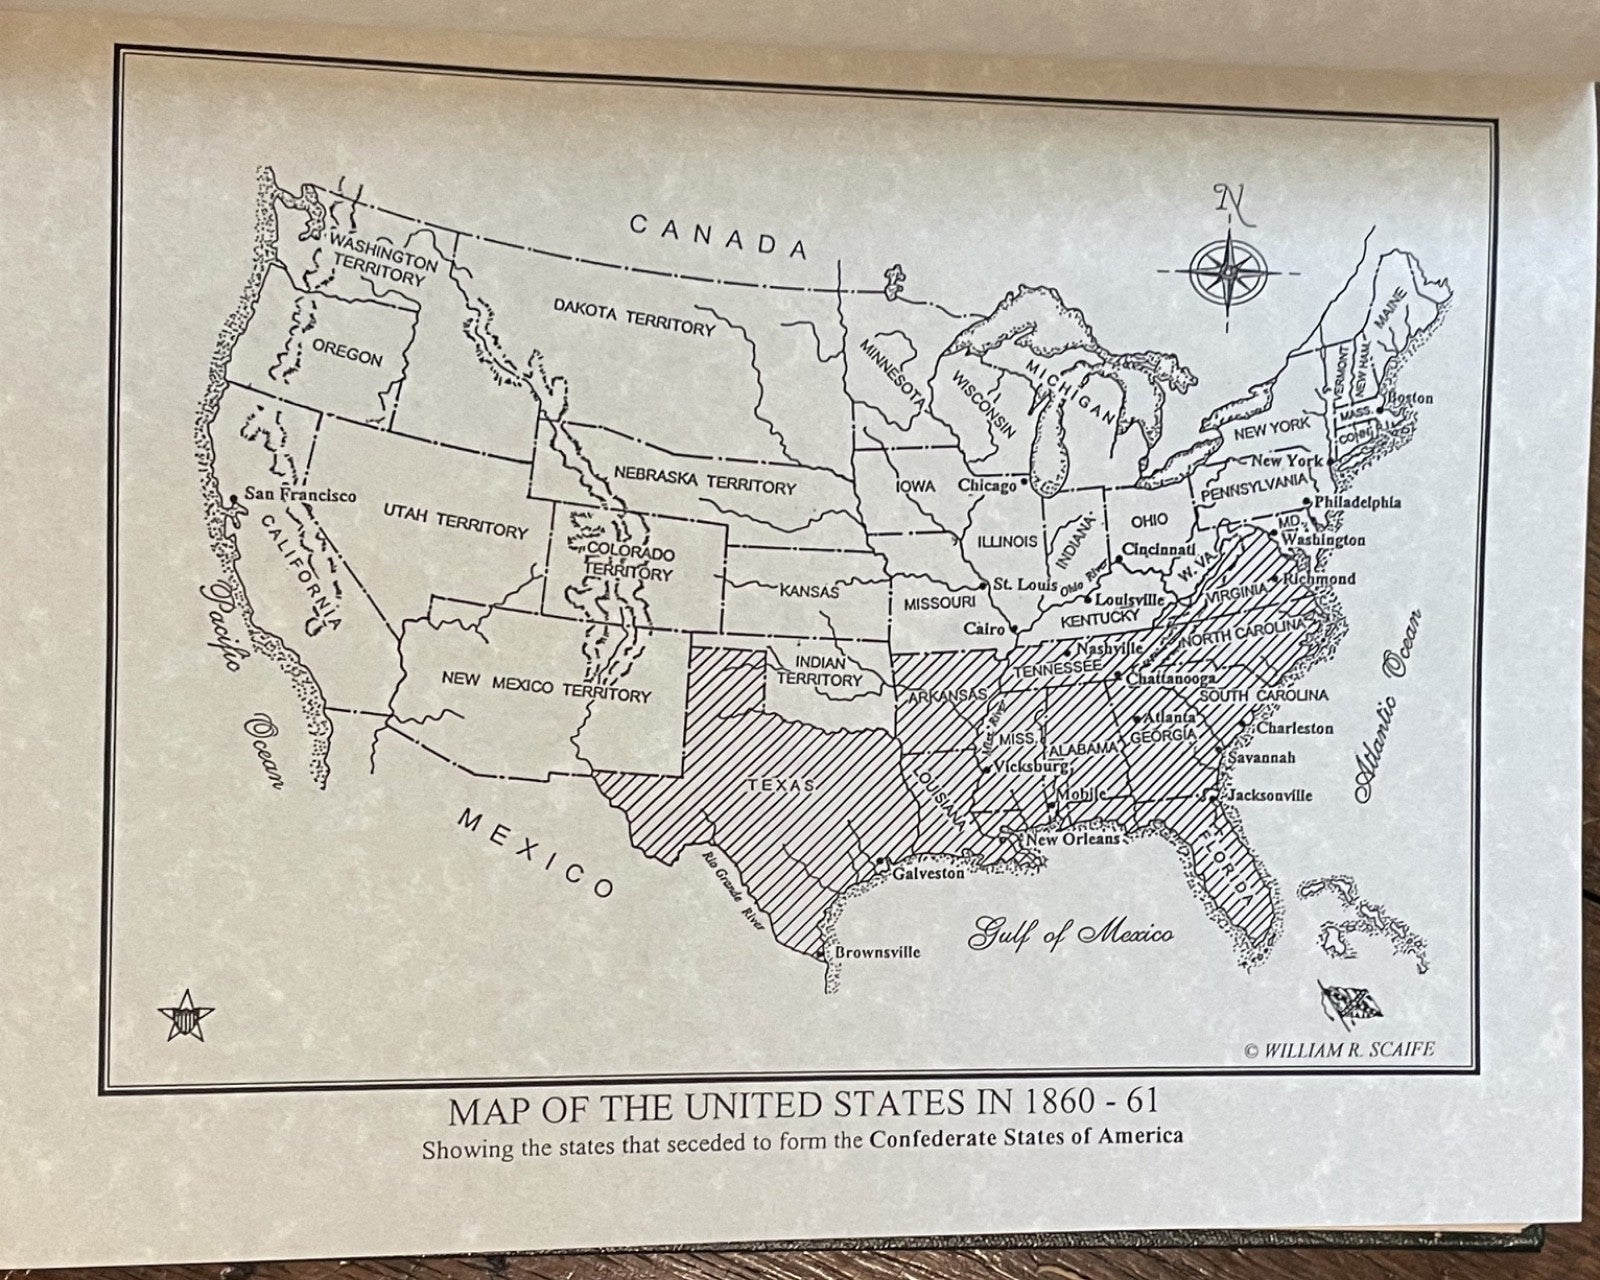 N
CANADA
WASHINGTON
TERRITORY
DAKOTA TERRITORY
OREGON
MINNESOTA
WISCONSIN
MICHIGAN
MAINE
VERMONT
NEW HAM.
MASS.
Boston
CONN.
NEW YORK
New York
PENNSYLVANIA
Philadelphia
NEBRASKA TERRITORY
IOWA
Chicago
San Francisco
CALIFORNIA
UTAH TERRITORY
COLORADO
TERRITORY
KANSAS
MISSOURI
ILLINOIS
INDIANA
OHIO
Cincinnati
MD.
Washington
W. VA.
Richmond
VIRGINIA
St. Louis
Ohio River
Louisville
KENTUCKY
Cairo
Pacific
Ocean
NEW MEXICO TERRITORY
INDIAN
TERRITORY
NORTH CAROLINA
Nashville
TENNESSEE
Chattanooga
ARKANSAS
SOUTH CAROLINA
Atlanta
GEORGIA
Charleston
Atlantic Ocean
MISS.
ALABAMA
Savannah
Vicksburg
TEXAS
LOUISIANA
Mobile
Jacksonville
New Orleans
FLORIDA
MEXICO
Rio Grande River
Galveston
Gulf of Mexico
Brownsville
© WILLIAM R. SCAIFE
MAP OF THE UNITED STATES IN 1860 - 61
Showing the states that seceded to form the Confederate States of America